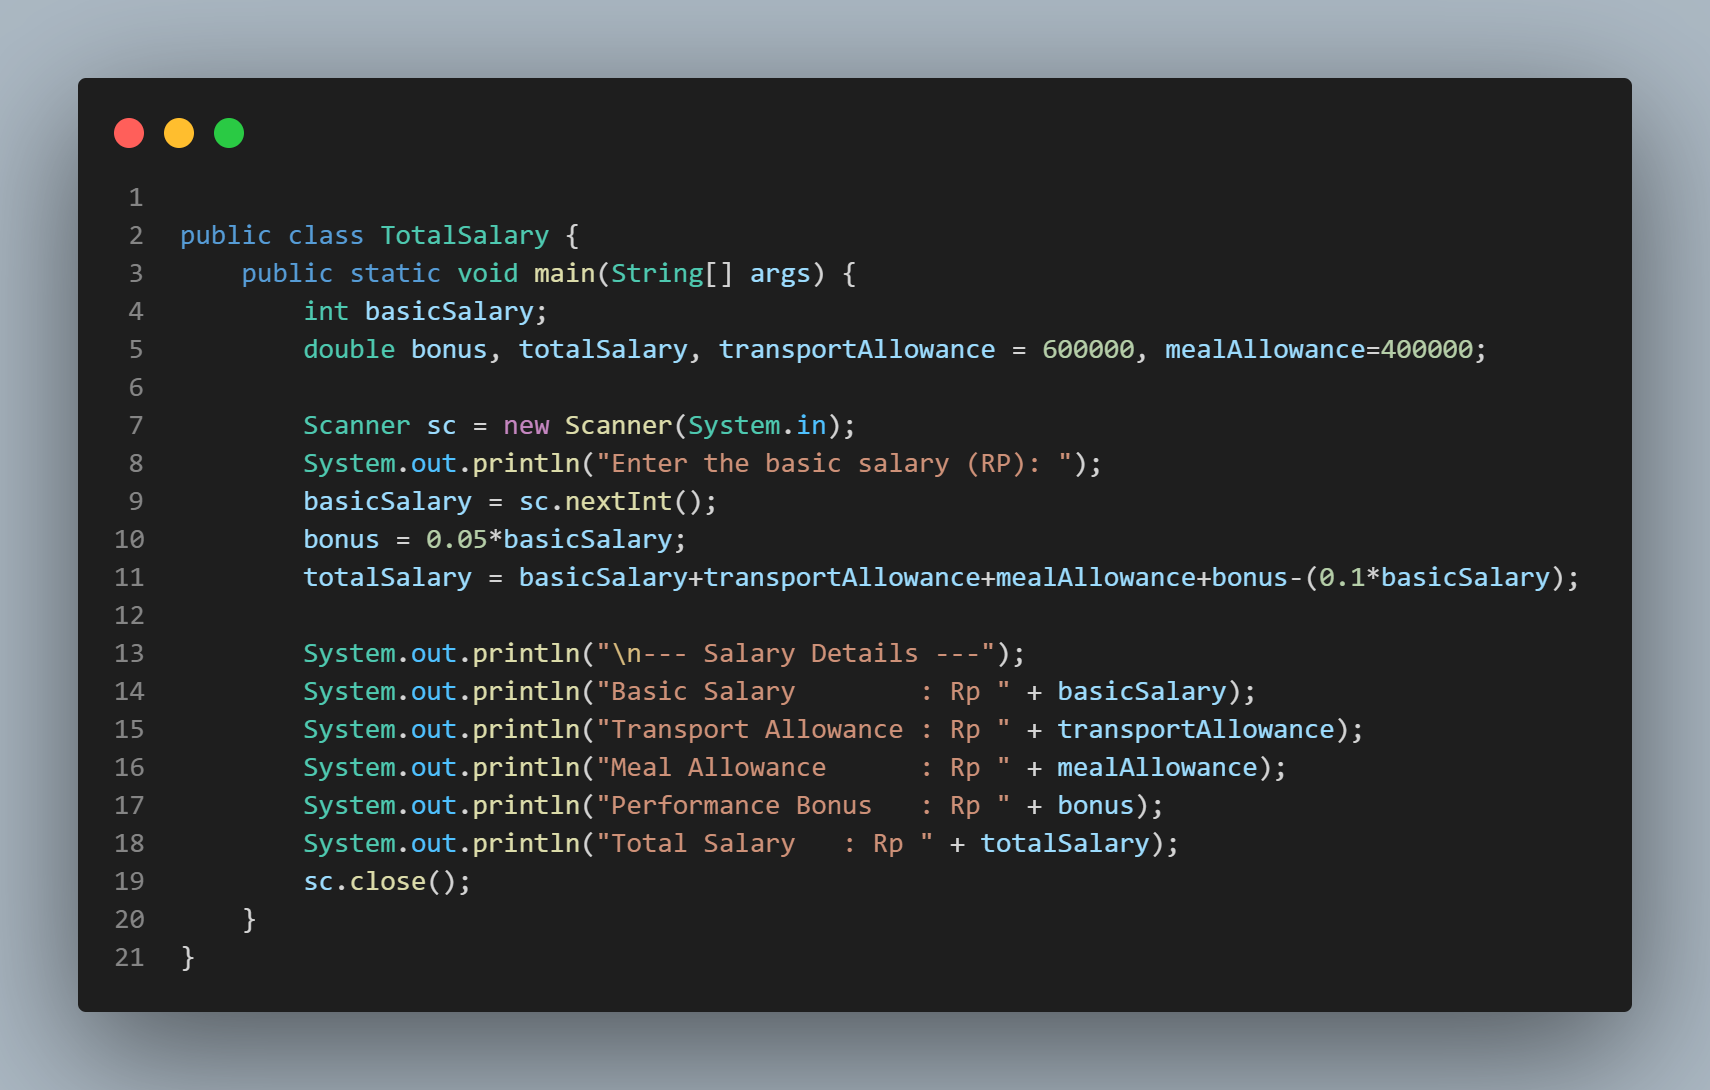 1
2 public class TotalSalary {
3     public static void main(String[] args) {
4         int basicSalary;
5         double bonus, totalSalary, transportAllowance = 600000, mealAllowance=400000;
6
7         Scanner sc = new Scanner(System.in);
8         System.out.println("Enter the basic salary (RP): ");
9         basicSalary = sc.nextInt();
10         bonus = 0.05*basicSalary;
11         totalSalary = basicSalary+transportAllowance+mealAllowance+bonus-(0.1*basicSalary);
12
13         System.out.println("\n--- Salary Details ---");
14         System.out.println("Basic Salary        : Rp " + basicSalary);
15         System.out.println("Transport Allowance : Rp " + transportAllowance);
16         System.out.println("Meal Allowance      : Rp " + mealAllowance);
17         System.out.println("Performance Bonus   : Rp " + bonus);
18         System.out.println("Total Salary   : Rp " + totalSalary);
19         sc.close();
20     }
21 }